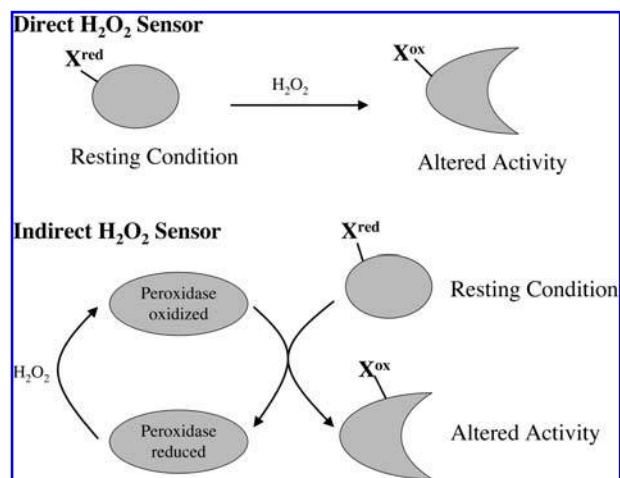 Direct H₂O₂ Sensor
Xʳᵉᵈ
H₂O₂
Xᵒˣ
Resting Condition
Altered Activity
Indirect H₂O₂ Sensor
Xʳᵉᵈ
Peroxidase
oxidized
Resting Condition
H₂O₂
Xᵒˣ
Peroxidase
reduced
Altered Activity